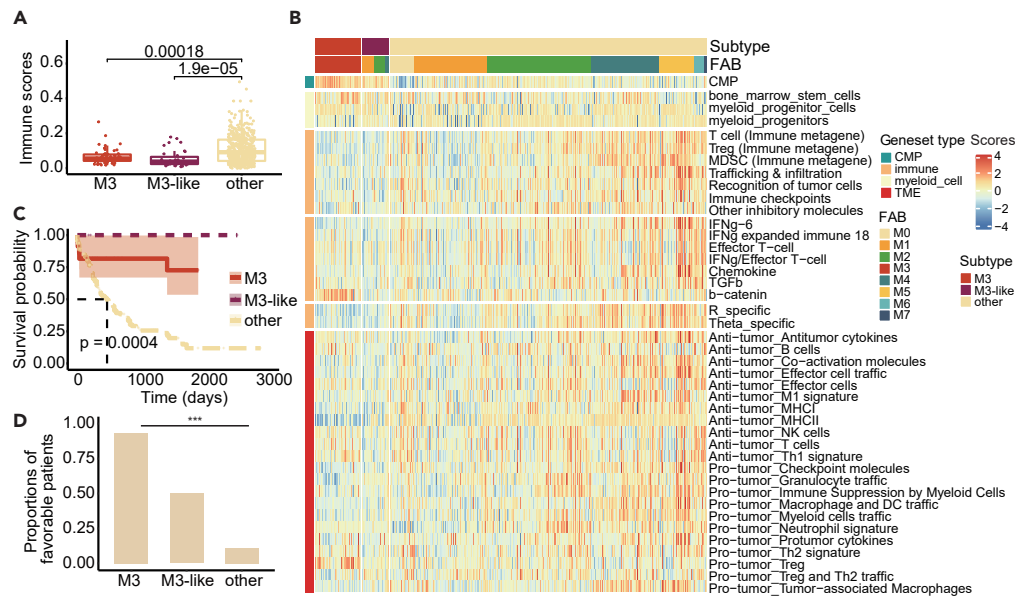 A
0.00018
1.9e−05
Immune scores
0.6
0.4
0.2
0.0
M3
M3-like
other
B
Subtype
FAB
CMP
bone_marrow_stem_cells
myeloid_progenitor_cells
myeloid_progenitors
T cell (Immune metagene)
Treg (Immune metagene)
MDSC (Immune metagene)
Trafficking & infiltration
Recognition of tumor cells
Immune checkpoints
Other inhibitory molecules
IFNg−6
IFNg expanded immune 18
Effector T−cell
IFNg/Effector T−cell
Chemokine
TGFb
b−catenin
R_specific
Theta_specific
Anti−tumor_Antitumor cytokines
Anti−tumor_B cells
Anti−tumor_Co−activation molecules
Anti−tumor_Effector cell traffic
Anti−tumor_Effector cells
Anti−tumor_M1 signature
Anti−tumor_MHCI
Anti−tumor_MHCII
Anti−tumor_NK cells
Anti−tumor_T cells
Anti−tumor_Th1 signature
Pro−tumor_Checkpoint molecules
Pro−tumor_Granulocyte traffic
Pro−tumor_Immune Suppression by Myeloid Cells
Pro−tumor_Macrophage and DC traffic
Pro−tumor_Myeloid cells traffic
Pro−tumor_Neutrophil signature
Pro−tumor_Protumor cytokines
Pro−tumor_Th2 signature
Pro−tumor_Treg
Pro−tumor_Treg and Th2 traffic
Pro−tumor_Tumor−associated Macrophages
Geneset type
CMP
immune
myeloid_cell
TME
Scores
4
2
0
−2
−4
FAB
M0
M1
M2
M3
M4
M5
M6
M7
Subtype
M3
M3−like
other
C
Survival probability
1.00
0.75
0.50
0.25
0.00
p = 0.0004
0
1000
2000
3000
Time (days)
M3
M3-like
other
D
Proportions of
favorable patients
1.00
0.75
0.50
0.25
0.00
***
M3
M3-like
other